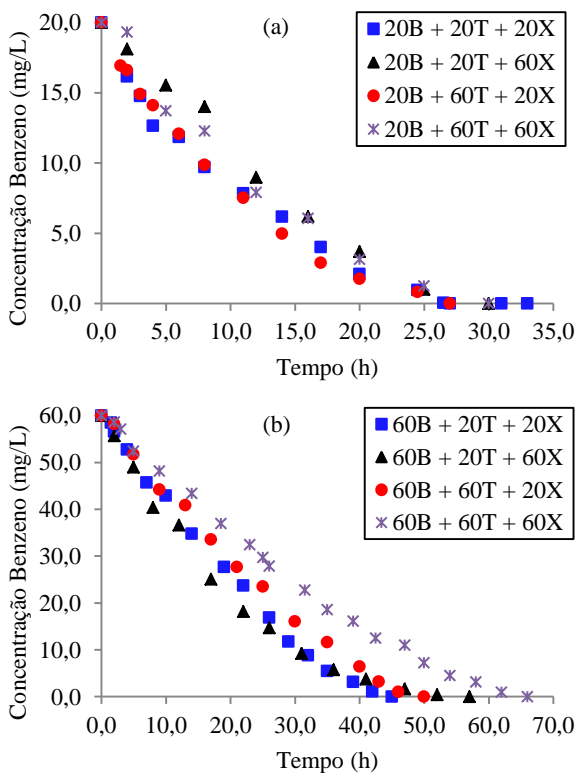 (a)
20B + 20T + 20X
20B + 20T + 60X
20B + 60T + 20X
20B + 60T + 60X
Concentração Benzeno (mg/L)
20,0
15,0
10,0
5,0
0,0
0,0 5,0 10,0 15,0 20,0 25,0 30,0 35,0
Tempo (h)
(b)
60B + 20T + 20X
60B + 20T + 60X
60B + 60T + 20X
60B + 60T + 60X
Concentração Benzeno (mg/L)
60,0
50,0
40,0
30,0
20,0
10,0
0,0
0,0 10,0 20,0 30,0 40,0 50,0 60,0 70,0
Tempo (h)